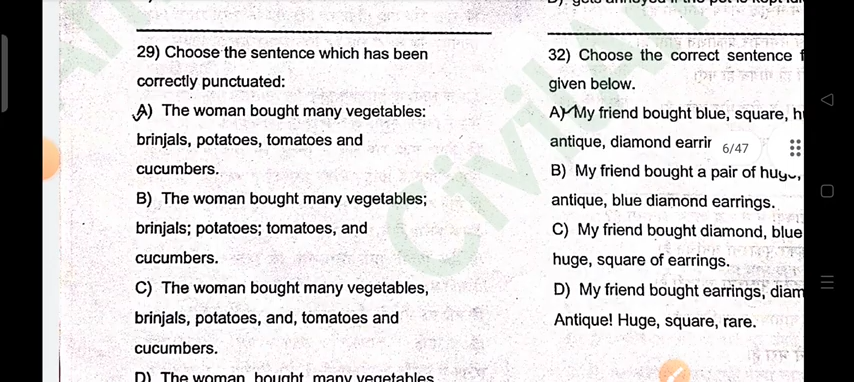 29) Choose the sentence which has been
correctly punctuated:
A) The woman bought many vegetables:
brinjals, potatoes, tomatoes and
cucumbers.
B) The woman bought many vegetables;
brinjals; potatoes; tomatoes, and
cucumbers.
C) The woman bought many vegetables,
brinjals, potatoes, and, tomatoes and
cucumbers.
D) The woman, bought, many vegetables
32) Choose the correct sentence
given below.
A) My friend bought blue, square,
antique, diamond
6/47
B) My friend bought a pair of
antique, blue diamond earrings.
C) My friend bought diamond, blue
huge, square of earrings.
D) My friend bought earrings,
Antique! Huge, square, rare.
Civil